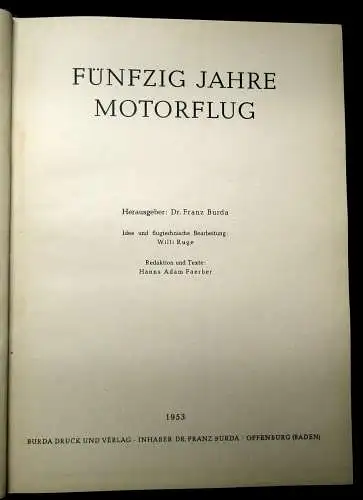 FÜNFZIG JAHRE
MOTORFLUG
Herausgeber: Dr. Franz Burda
Idee und flugtechnische Bearbeitung:
Willi Ruge
Redaktion und Texte:
Hanns Adam Faerber
1953
BURDA DRUCK UND VERLAG - INHABER DR. FRANZ BURDA / OFFENBURG (BADEN)